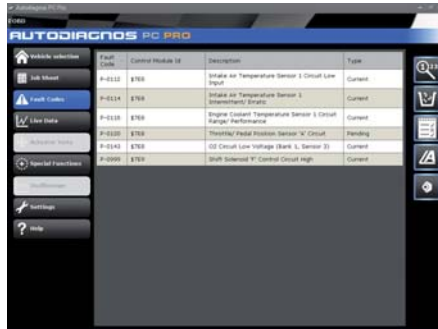 Autodiagnos PC Pro
FORD
AUTODIAGNOS PC PRO
Vehicle selection
Job Sheet
Fault Codes
Live Data
Special Functions
Settings
Help
Fault Code
Control Module Id
Description
Type
P-0112
$7E8
Intake Air Temperature Sensor 1 Circuit Low
Input
Current
P-0114
$7E8
Intake Air Temperature Sensor 1
Intermittent/ Erratic
Current
P-0116
$7E8
Engine Coolant Temperature Sensor 1 Circuit
Range/ Performance
Current
P-0120
$7E8
Throttle/ Pedal Position Sensor 'A' Circuit
Pending
P-0143
$7E8
O2 Circuit Low Voltage (Bank 1, Sensor 3)
Current
P-0999
$7E9
Shift Solenoid 'F' Control Circuit High
Current